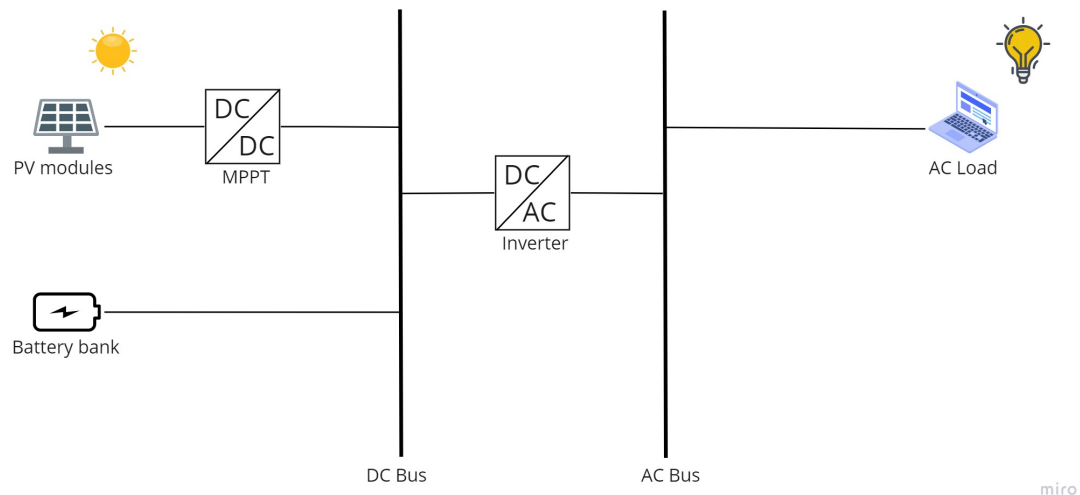 DC
DC
PV modules
MPPT
DC
AC
Inverter
AC Load
Battery bank
DC Bus
AC Bus
miro